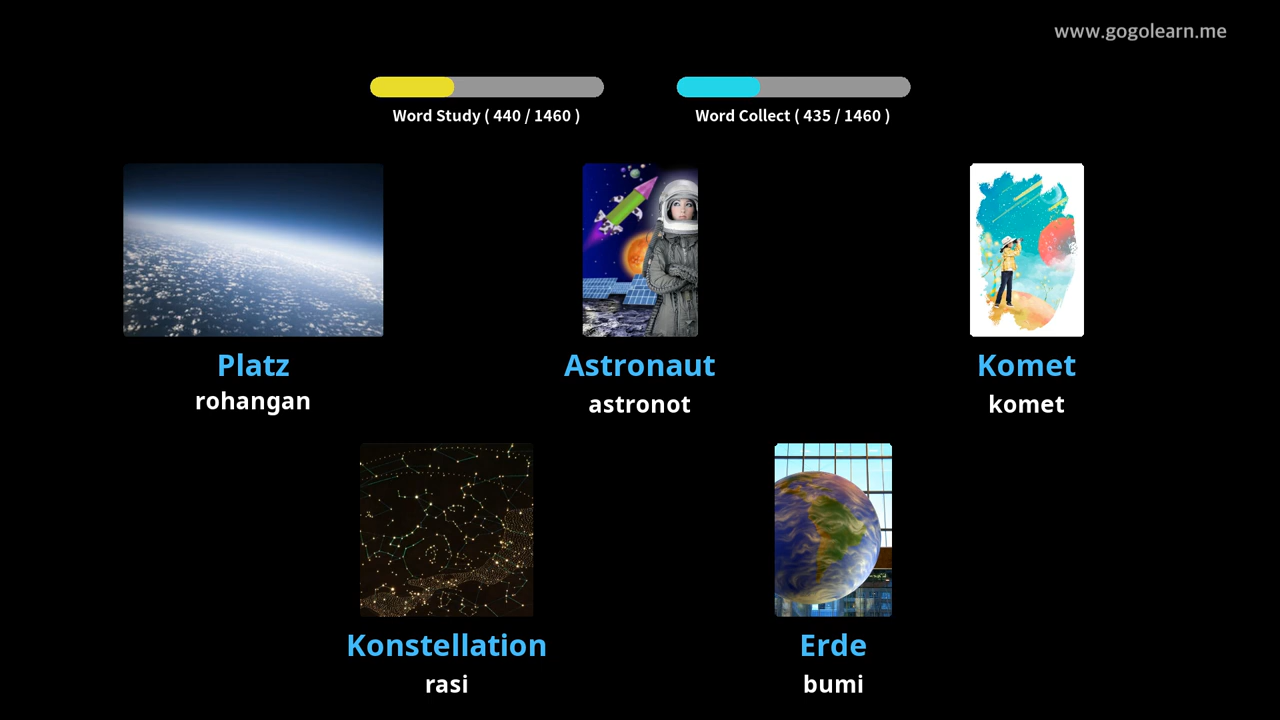 www.gogolearn.me
Word Study ( 440 / 1460 )
Word Collect ( 435 / 1460 )
Platz
rohangan
Astronaut
astronot
Komet
komet
Konstellation
rasi
Erde
bumi